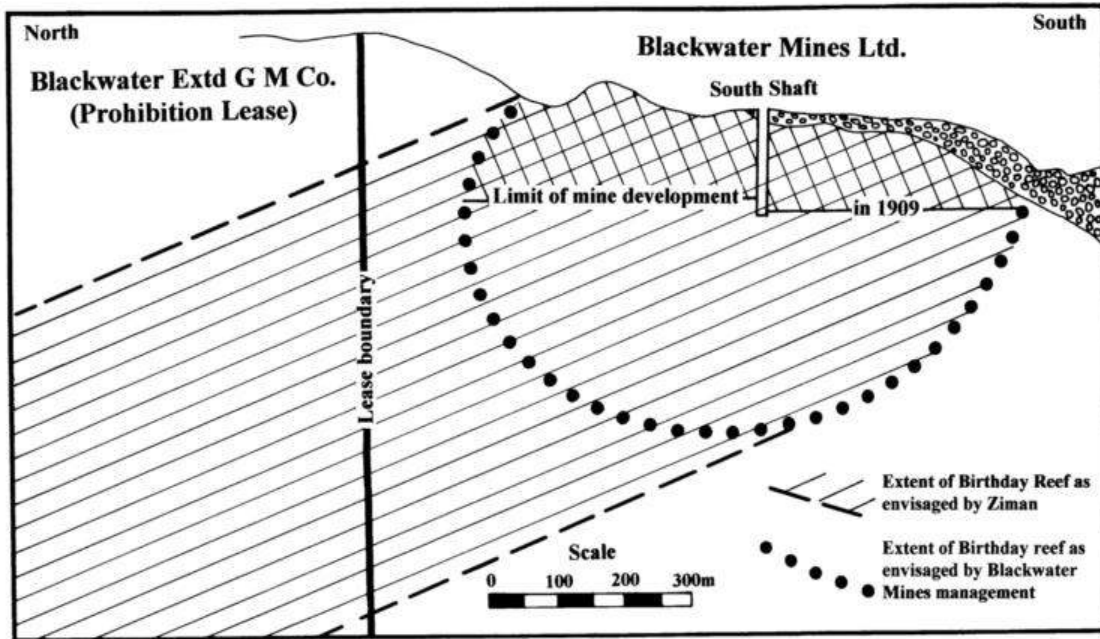 North
South
Blackwater Extd G M Co.
(Prohibition Lease)
Blackwater Mines Ltd.
South Shaft
Limit of mine development
in 1909
Lease boundary
Extent of Birthday Reef as
envisaged by Ziman
Scale
0 100 200 300m
Extent of Birthday reef as
envisaged by Blackwater
Mines management